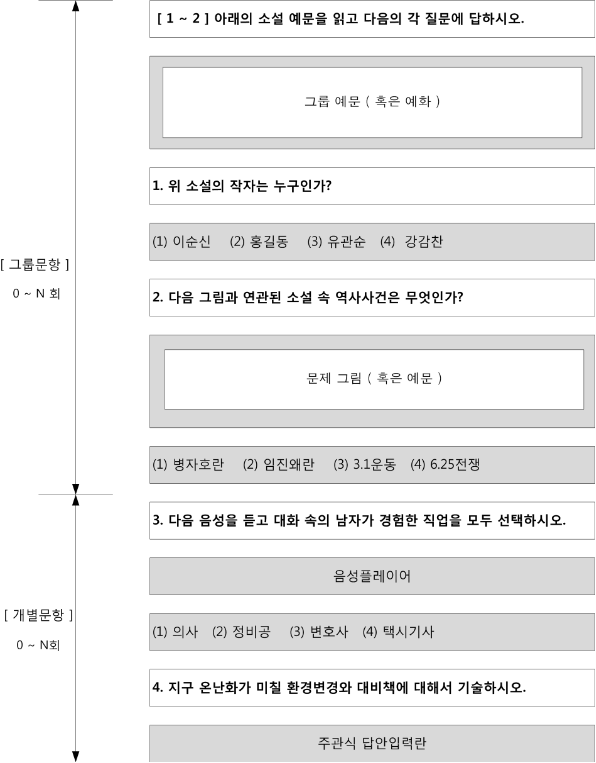 [ 1 ~ 2 ] 아래의 소설 예문을 읽고 다음의 각 질문에 답하시오.
그룹 예문 ( 혹은 예화 )
1. 위 소설의 작자는 누구인가?
(1) 이순신 (2) 홍길동 (3) 유관순 (4) 강감찬
[ 그룹문항 ]
0 ~ N 회
2. 다음 그림과 연관된 소설 속 역사사건은 무엇인가?
문제 그림 ( 혹은 예문 )
(1) 병자호란 (2) 임진왜란 (3) 3.1운동 (4) 6.25전쟁
3. 다음 음성을 듣고 대화 속의 남자가 경험한 직업을 모두 선택하시오.
음성플레이어
[ 개별문항 ]
0 ~ N회
(1) 의사 (2) 정비공 (3) 변호사 (4) 택시기사
4. 지구 온난화가 미칠 환경변경와 대비책에 대해서 기술하시오.
주관식 답안입력란